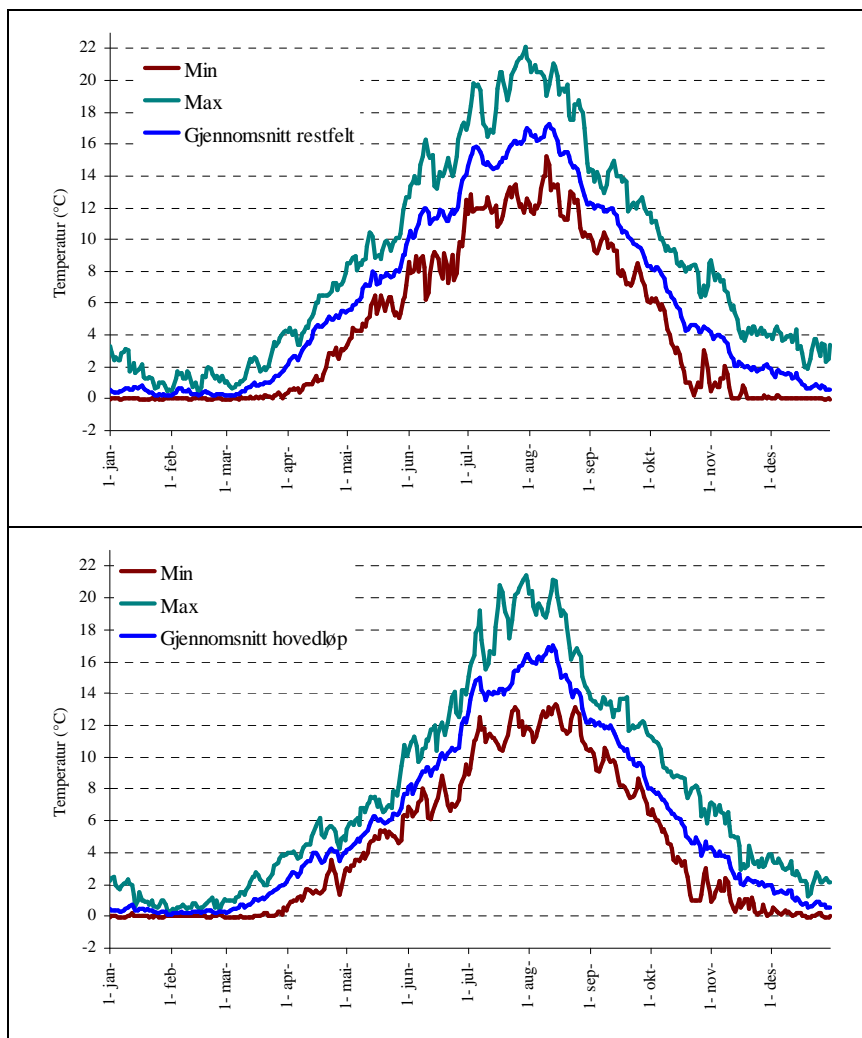 22
20
18
16
14
12
10
8
6
4
2
0
-2
Temperatur (°C)
Min
Max
Gjennomsnitt restfelt
1- jan-
1- feb-
1- mar-
1- apr-
1- mai-
1- jun-
1- jul-
1- aug-
1- sep-
1- okt-
1- nov-
1- des-
22
20
18
16
14
12
10
8
6
4
2
0
-2
Temperatur (°C)
Min
Max
Gjennomsnitt hovedløp
1- jan-
1- feb-
1- mar-
1- apr-
1- mai-
1- jun-
1- jul-
1- aug-
1- sep-
1- okt-
1- nov-
1- des-